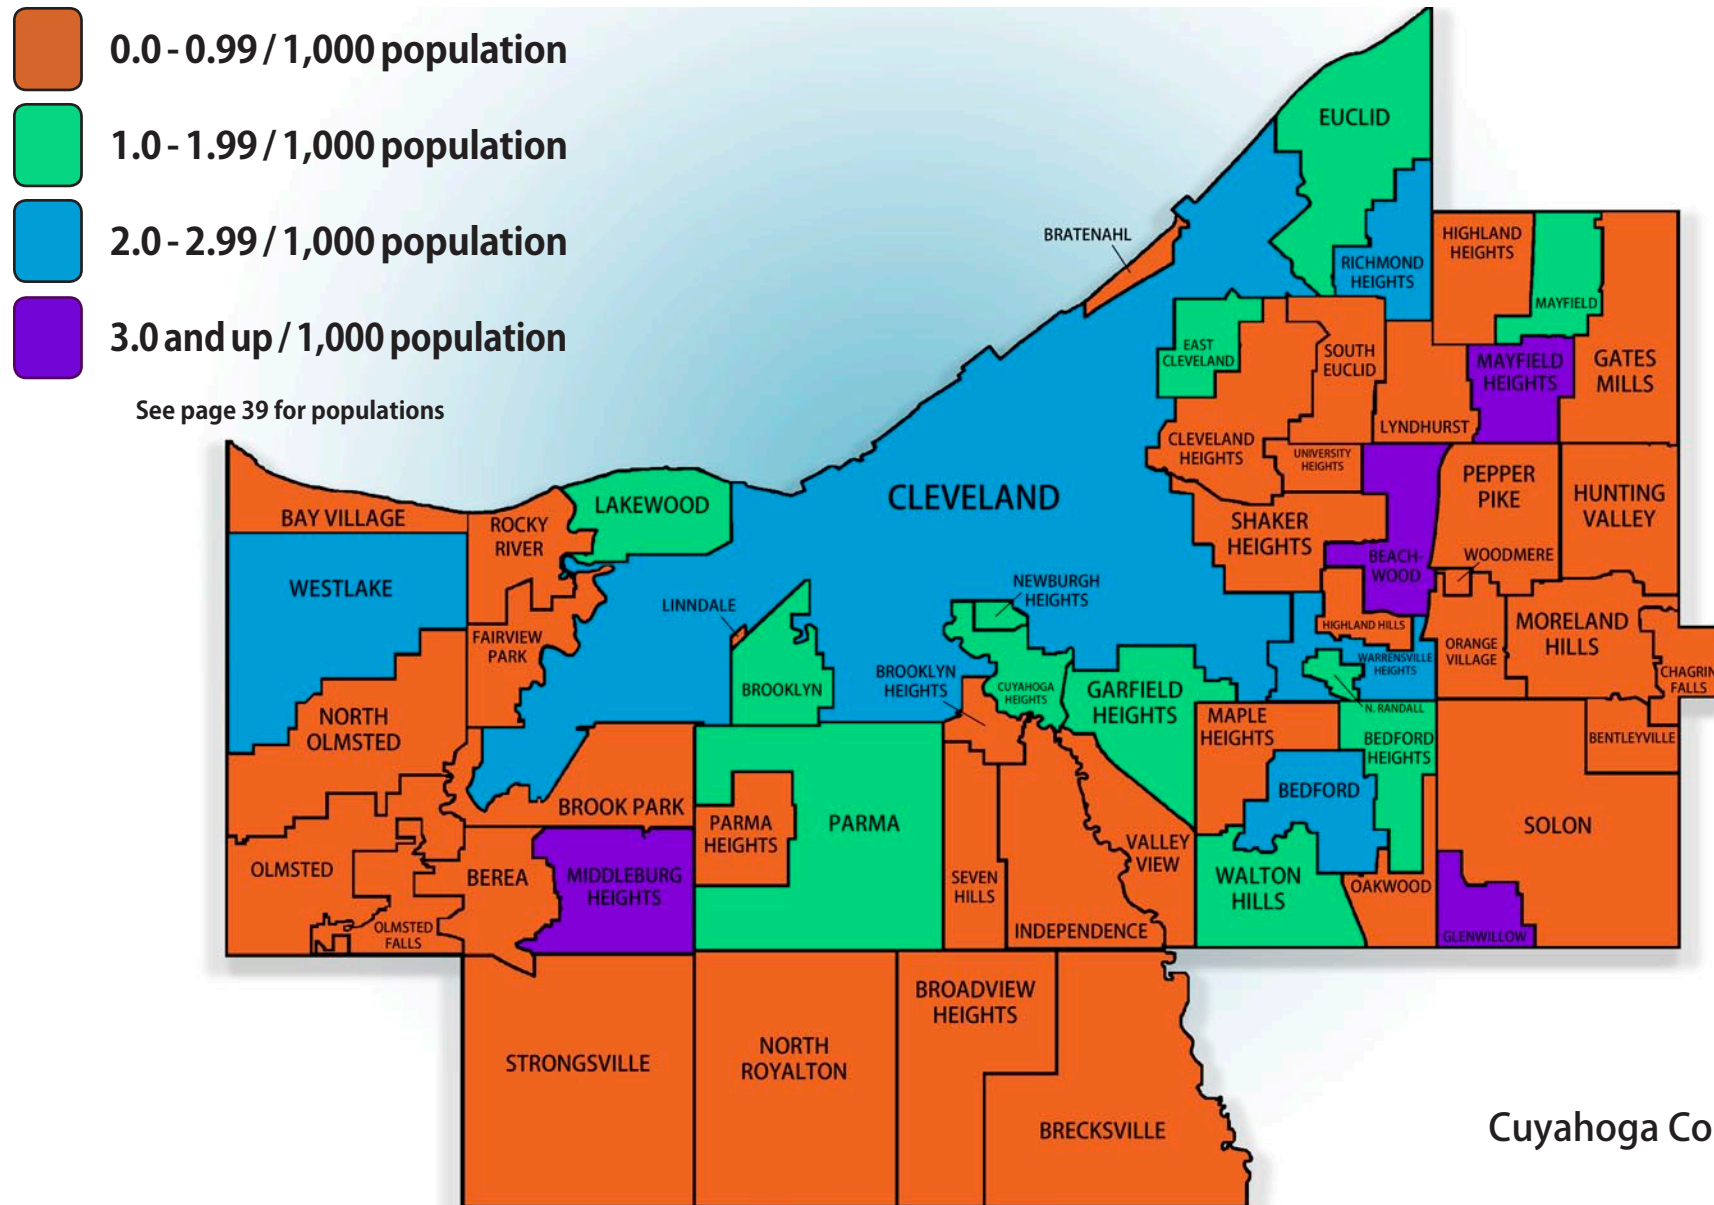 0.0 - 0.99 / 1,000 population
1.0 - 1.99 / 1,000 population
2.0 - 2.99 / 1,000 population
3.0 and up / 1,000 population
See page 39 for populations
EUCLID
BRATENAHL
HIGHLAND
HEIGHTS
RICHMOND
HEIGHTS
MAYFIELD
EAST
CLEVELAND
SOUTH
EUCLID
MAYFIELD
HEIGHTS
GATES
MILLS
LYNDHURST
CLEVELAND
HEIGHTS
UNIVERSITY
HEIGHTS
PEPPER
PIKE
HUNTING
VALLEY
CLEVELAND
LAKEWOOD
BAY VILLAGE
ROCKY
RIVER
SHAKER
HEIGHTS
BEACH-
WOOD
WOODMERE
WESTLAKE
LINNDALE
NEWBURGH
HEIGHTS
HIGHLAND HILLS
MORELAND
HILLS
FAIRVIEW
PARK
ORANGE
VILLAGE
WARRENSVILLE
HEIGHTS
CHAGRIN
FALLS
BROOKLYN
BROOKLYN
HEIGHTS
CUYAHOGA
HEIGHTS
GARFIELD
HEIGHTS
N. RANDALL
NORTH
OLMSTED
MAPLE
HEIGHTS
BEDFORD
HEIGHTS
BENTLEYVILLE
BROOK PARK
BEDFORD
PARMA
HEIGHTS
PARMA
SOLON
VALLEY
VIEW
OLMSTED
BEREA
MIDDLEBURG
HEIGHTS
SEVEN
HILLS
WALTON
HILLS
OAKWOOD
OLMSTED
FALLS
INDEPENDENCE
GLENWILLOW
STRONGSVILLE
NORTH
ROYALTON
BROADVIEW
HEIGHTS
BRECKSVILLE
Cuyahoga Co